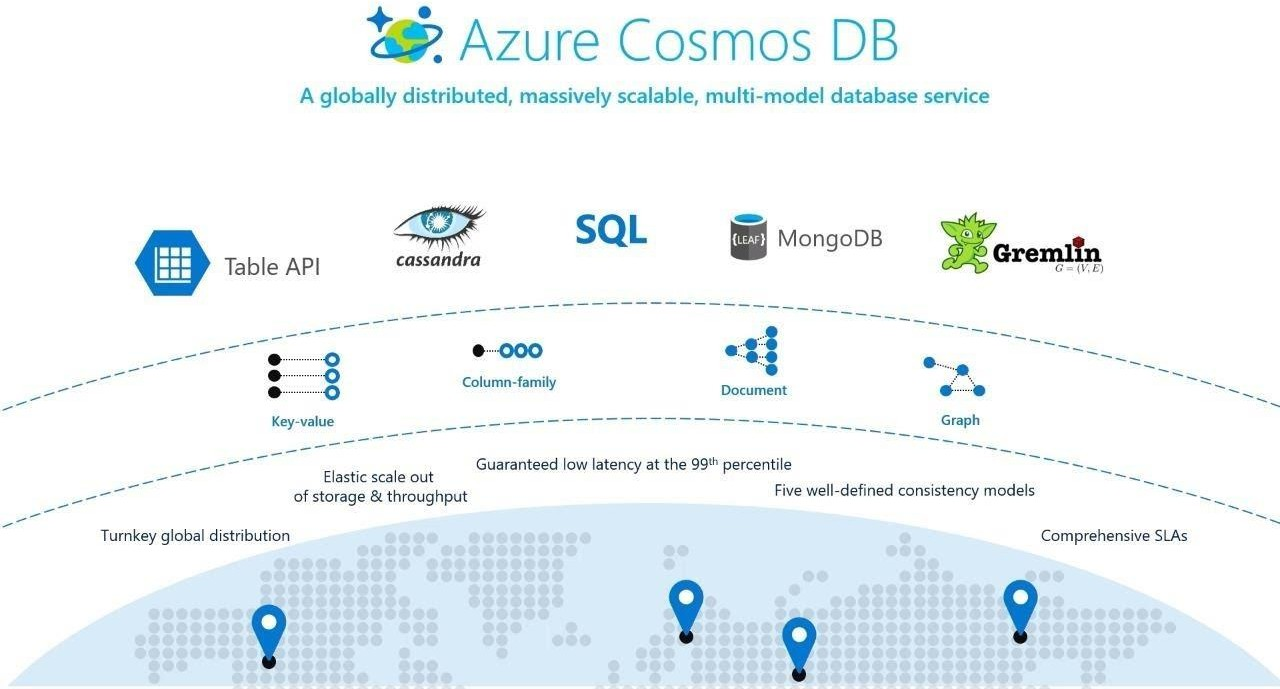 Azure Cosmos DB
A globally distributed, massively scalable, multi-model database service
Table API
cassandra
SQL
{LEAF}
MongoDB
Gremlin
G = (V, E)
Key-value
Column-family
Document
Graph
Turnkey global distribution
Elastic scale out
of storage & throughput
Guaranteed low latency at the 99th percentile
Five well-defined consistency models
Comprehensive SLAs